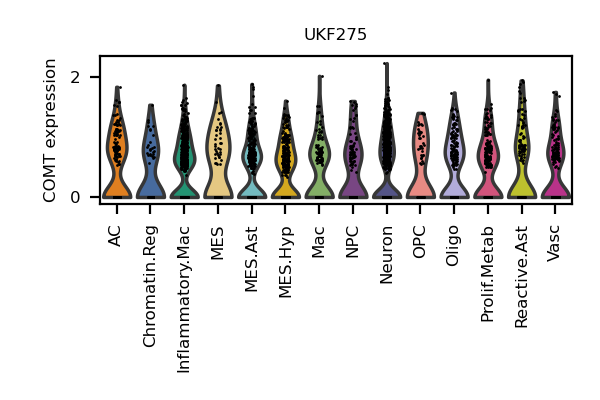 UKF275
COMT expression
2
0
AC
Chromatin.Reg
Inflammatory.Mac
MES
MES.Ast
MES.Hyp
Mac
NPC
Neuron
OPC
Oligo
Prolif.Metab
Reactive.Ast
Vasc